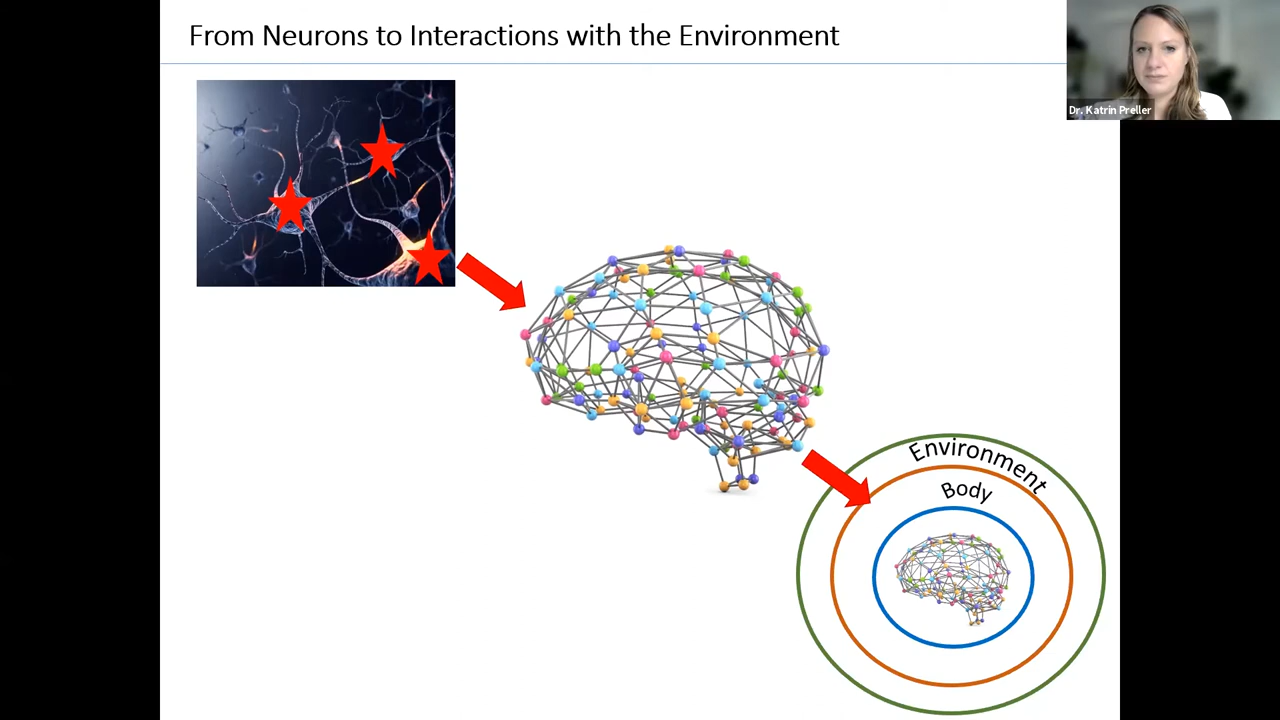 From Neurons to Interactions with the Environment
Dr. Katrin Preller
Environment
Body